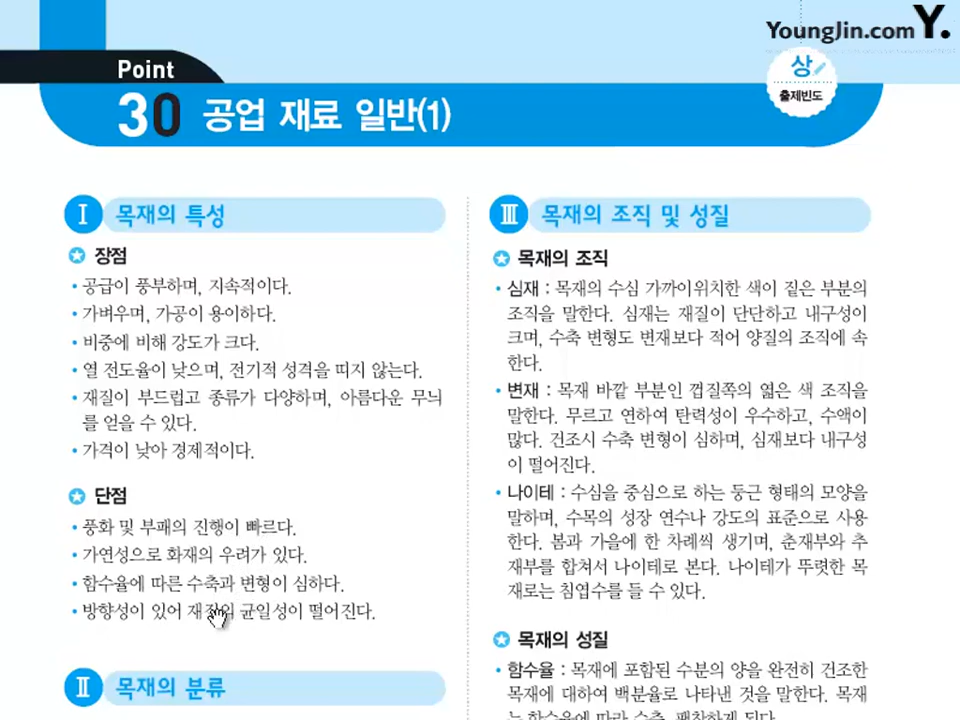 YoungJin.com Y.
상
출제빈도
Point
30 공업 재료 일반(1)
Ⅰ 목재의 특성
장점
• 공급이 풍부하며, 지속적이다.
• 가벼우며, 가공이 용이하다.
• 비중에 비해 강도가 크다.
• 열 전도율이 낮으며, 전기적 성격을 띠지 않는다.
• 재질이 부드럽고 종류가 다양하며, 아름다운 무늬
를 얻을 수 있다.
• 가격이 낮아 경제적이다.
단점
• 풍화 및 부패의 진행이 빠르다.
• 가연성으로 화재의 우려가 있다.
• 함수율에 따른 수축과 변형이 심하다.
• 방향성이 있어 균일성이 떨어진다.
Ⅱ 목재의 분류
Ⅲ 목재의 조직 및 성질
목재의 조직
• 심재 : 목재의 수심 가까이위치한 색이 짙은 부분의
조직을 말한다. 심재는 재질이 단단하고 내구성이
크며, 수축 변형도 변재보다 적어 양질의 조직에 속
한다.
• 변재 : 목재 바깥 부분인 껍질쪽의 엷은 색 조직을
말한다. 무르고 연하여 탄력성이 우수하고, 수액이
많다. 건조시 수축 변형이 심하며, 심재보다 내구성
이 떨어진다.
• 나이테 : 수심을 중심으로 하는 둥근 형태의 모양을
말하며, 수목의 성장 연수나 강도의 표준으로 사용
한다. 봄과 가을에 한 차례씩 생기며, 춘재부와 추
재부를 합쳐서 나이테로 본다. 나이테가 뚜렷한 목
재로는 침엽수를 들 수 있다.
목재의 성질
• 함수율 : 목재에 포함된 수분의 양을 완전히 건조한
목재에 대하여 백분율로 나타낸 것을 말한다. 목재
는 함수율에 따라 수축, 팽창하게 된다.